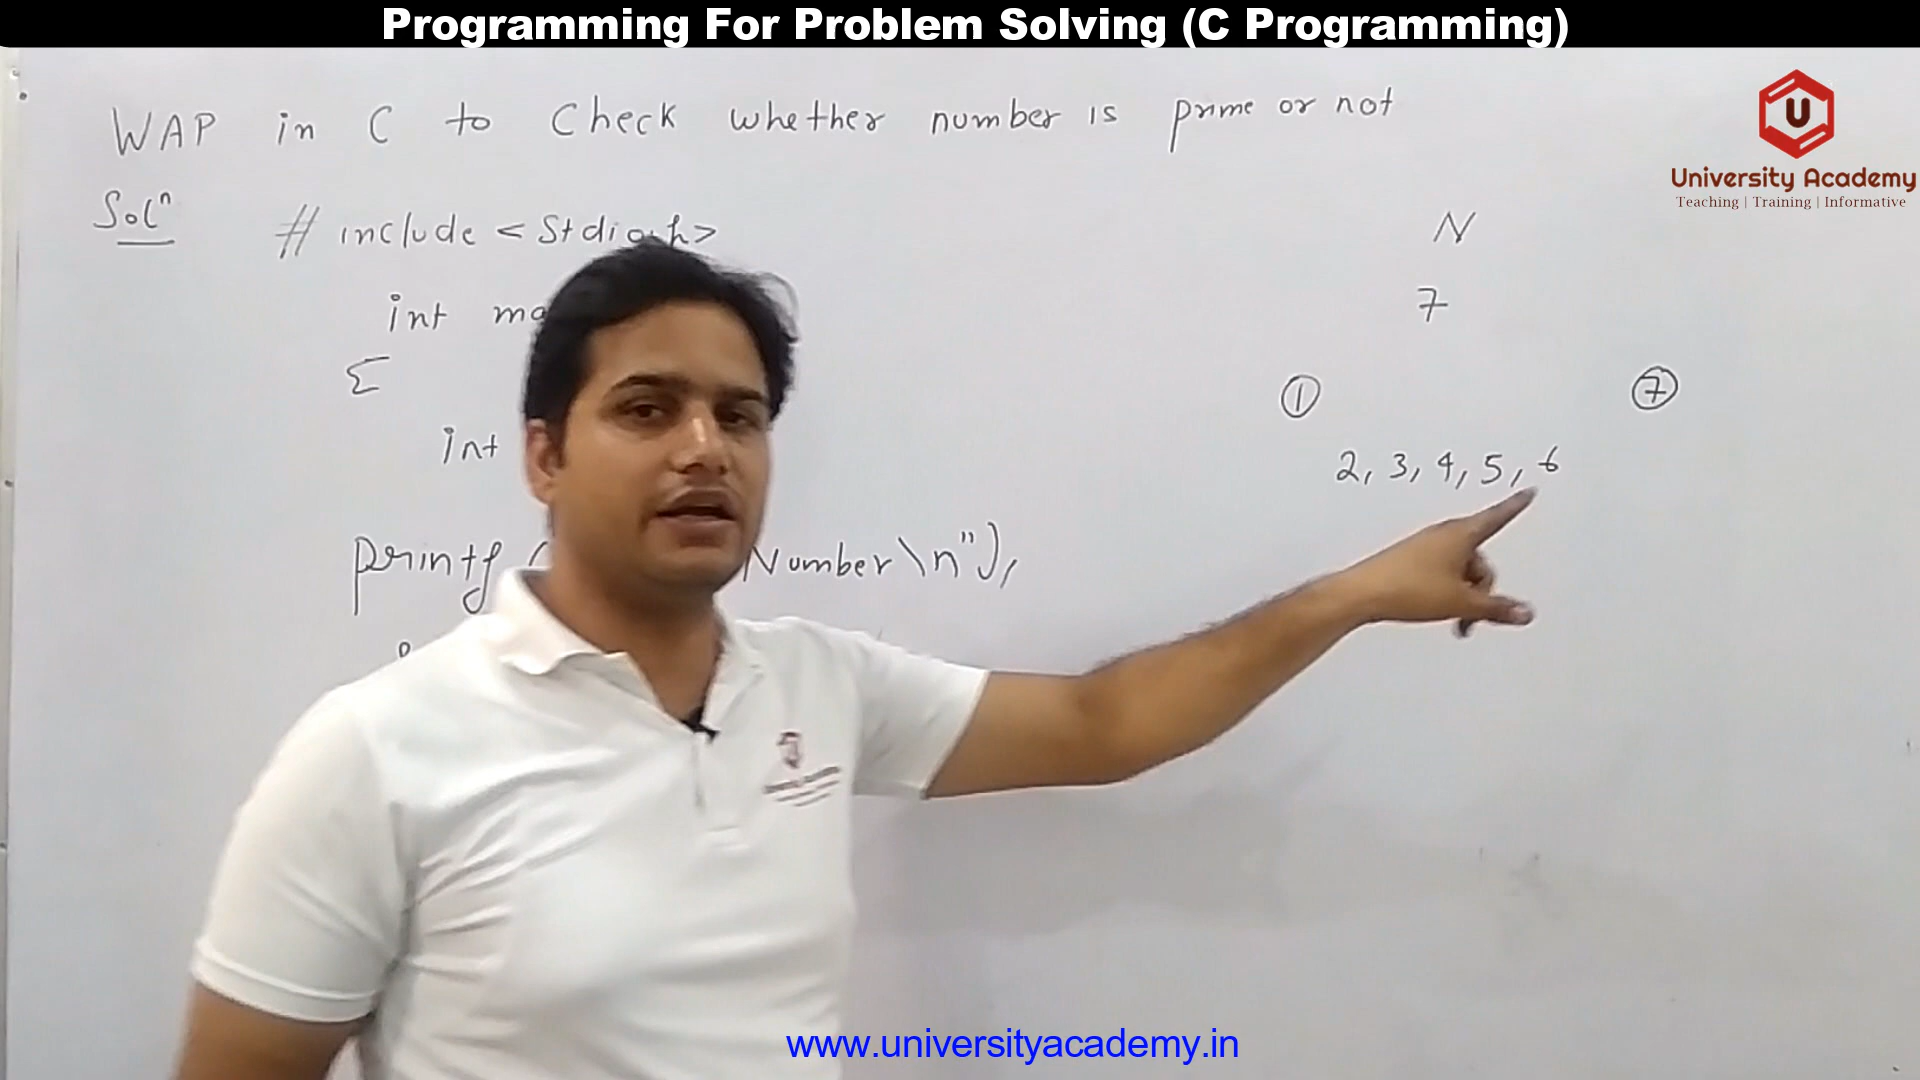 Programming For Problem Solving (C Programming)
WAP in C to Check whether number is prime or not
Solⁿ
# include <Stdio.h>
int
{
int
printf ( Number\n");
N
7
1 7
2, 3, 4, 5, 6
U
University Academy
Teaching | Training | Informative
www.universityacademy.in